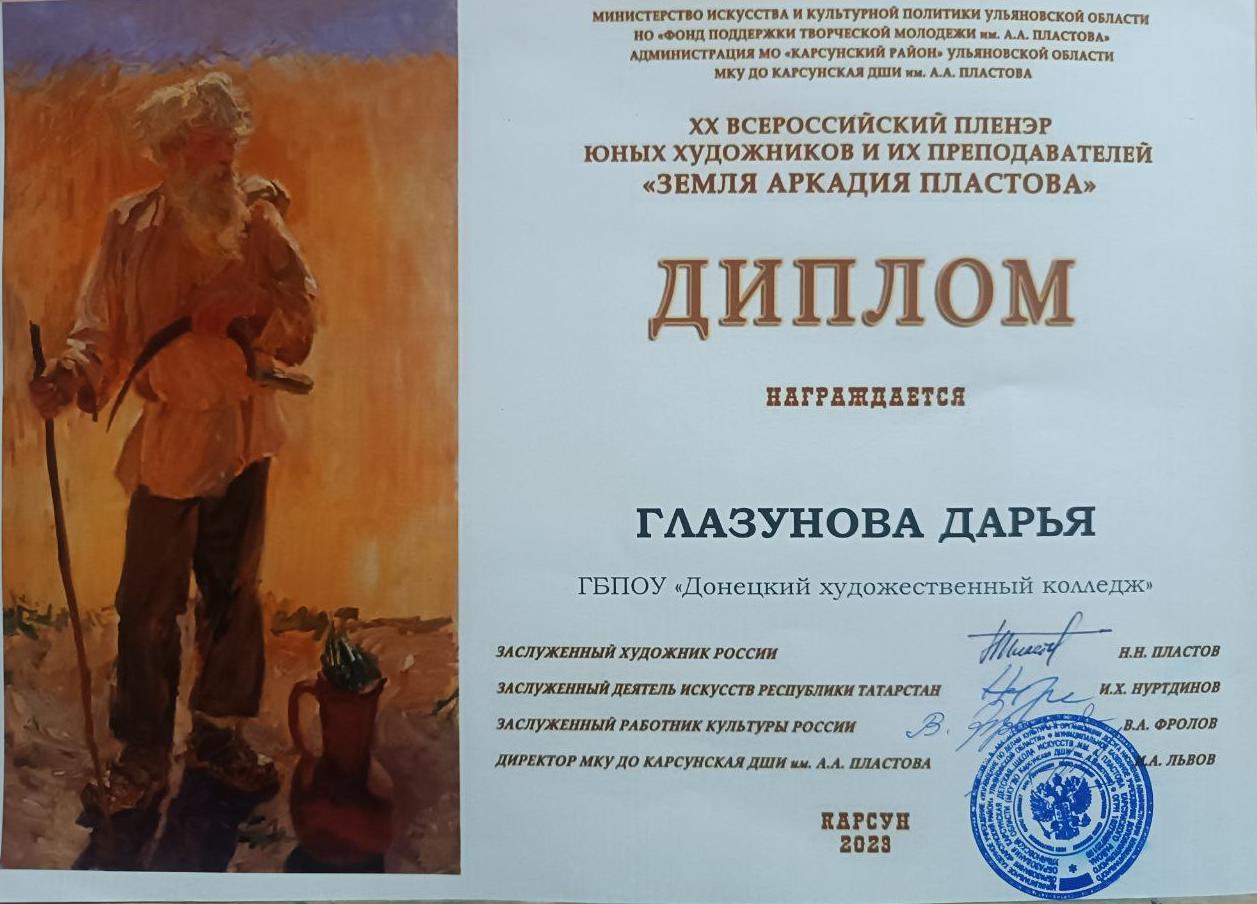 МИНИСТЕРСТВО ИСКУССТВА И КУЛЬТУРНОЙ ПОЛИТИКИ УЛЬЯНОВСКОЙ ОБЛАСТИ
НО «ФОНД ПОДДЕРЖКИ ТВОРЧЕСКОЙ МОЛОДЕЖИ им. А.А. ПЛАСТОВА»
АДМИНИСТРАЦИЯ МО «КАРСУНСКИЙ РАЙОН» УЛЬЯНОВСКОЙ ОБЛАСТИ
МКУ ДО КАРСУНСКАЯ ДШИ им. А.А. ПЛАСТОВА
XX ВСЕРОССИЙСКИЙ ПЛЕНЭР
ЮНЫХ ХУДОЖНИКОВ И ИХ ПРЕПОДАВАТЕЛЕЙ
«ЗЕМЛЯ АРКАДИЯ ПЛАСТОВА»
ДИПЛОМ
НАГРАЖДАЕТСЯ
ГЛАЗУНОВА ДАРЬЯ
ГБПОУ «Донецкий художественный колледж»
ЗАСЛУЖЕННЫЙ ХУДОЖНИК РОССИИ Н.Н. ПЛАСТОВ
ЗАСЛУЖЕННЫЙ ДЕЯТЕЛЬ ИСКУССТВ РЕСПУБЛИКИ ТАТАРСТАН И.Х. НУРТДИНОВ
ЗАСЛУЖЕННЫЙ РАБОТНИК КУЛЬТУРЫ РОССИИ В.А. ФРОЛОВ
ДИРЕКТОР МКУ ДО КАРСУНСКАЯ ДШИ им. А.А. ПЛАСТОВА ЛЬВОВ
КАРСУН
2023